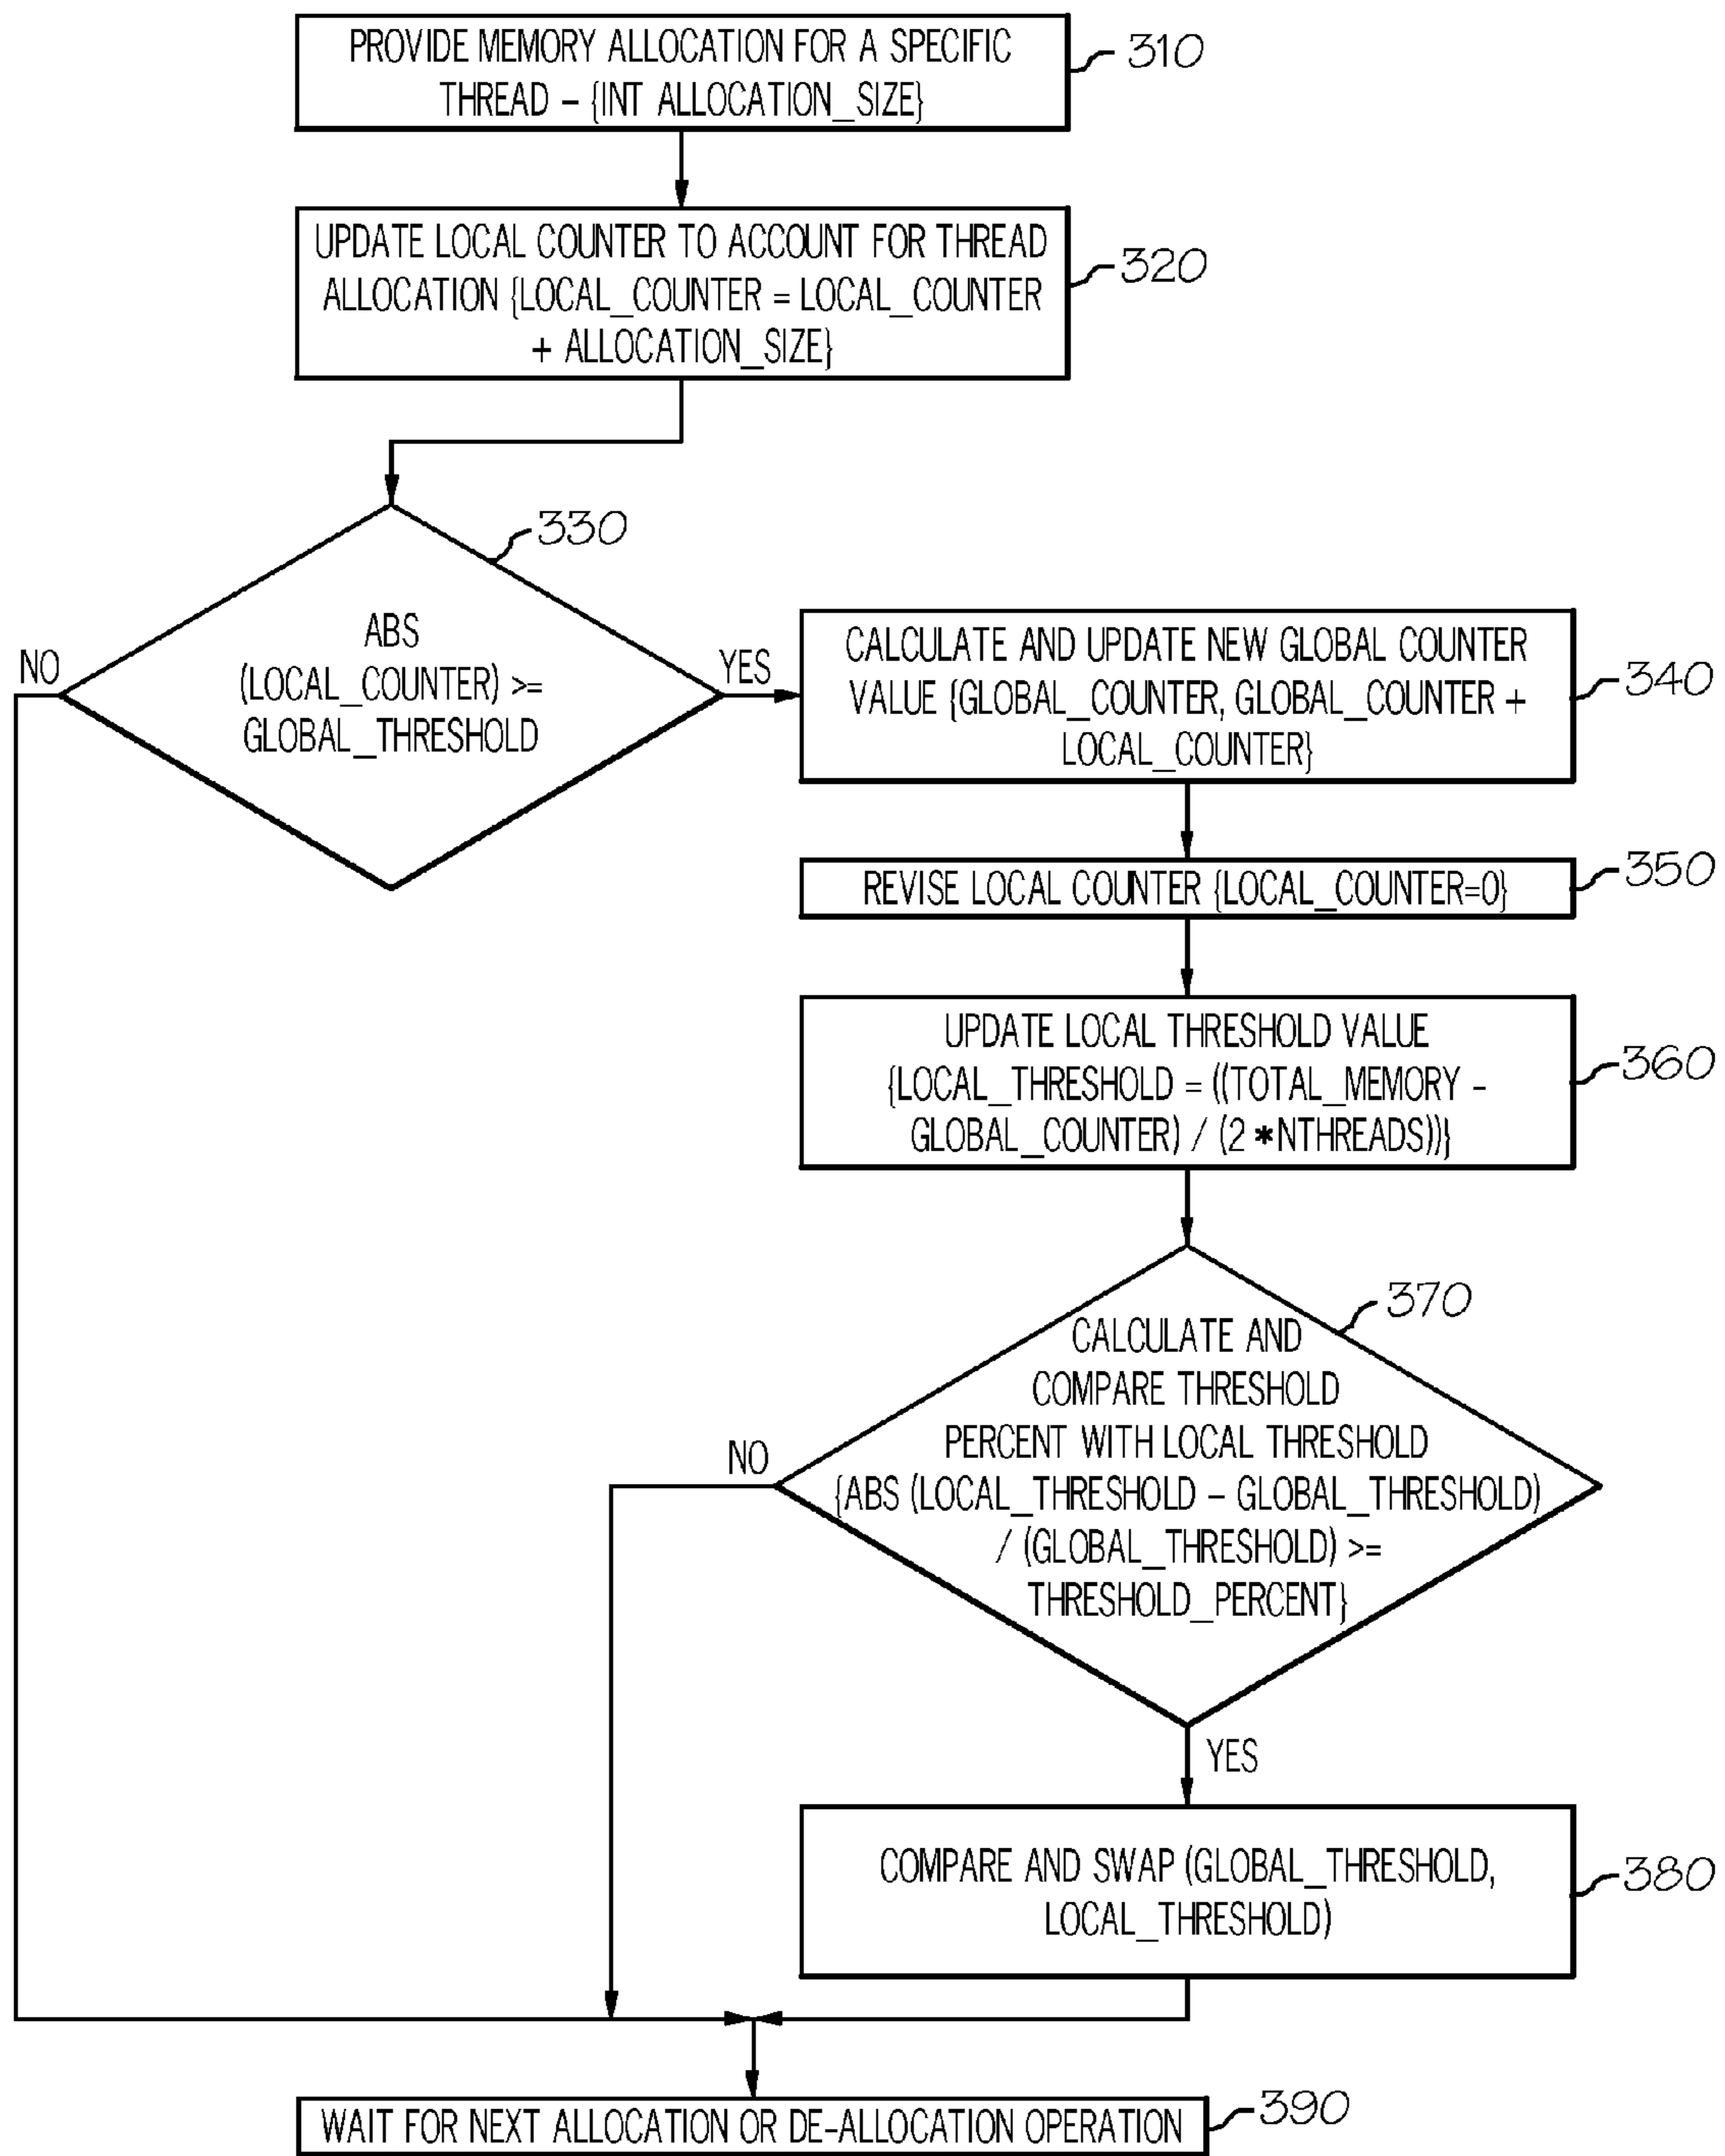 PROVIDE MEMORY ALLOCATION FOR A SPECIFIC
THREAD – {INT ALLOCATION_SIZE}
310
UPDATE LOCAL COUNTER TO ACCOUNT FOR THREAD
ALLOCATION {LOCAL_COUNTER = LOCAL_COUNTER
+ ALLOCATION_SIZE}
320
330
ABS
(LOCAL_COUNTER) >=
GLOBAL_THRESHOLD
NO
YES
CALCULATE AND UPDATE NEW GLOBAL COUNTER
VALUE {GLOBAL_COUNTER, GLOBAL_COUNTER +
LOCAL_COUNTER}
340
REVISE LOCAL COUNTER {LOCAL_COUNTER=0}
350
UPDATE LOCAL THRESHOLD VALUE
{LOCAL_THRESHOLD = ((TOTAL_MEMORY –
GLOBAL_COUNTER) / (2 *NTHREADS))}
360
370
CALCULATE AND
COMPARE THRESHOLD
PERCENT WITH LOCAL THRESHOLD
{ABS (LOCAL_THRESHOLD – GLOBAL_THRESHOLD)
/ (GLOBAL_THRESHOLD) >=
THRESHOLD_PERCENT}
NO
YES
COMPARE AND SWAP (GLOBAL_THRESHOLD,
LOCAL_THRESHOLD)
380
WAIT FOR NEXT ALLOCATION OR DE-ALLOCATION OPERATION
390